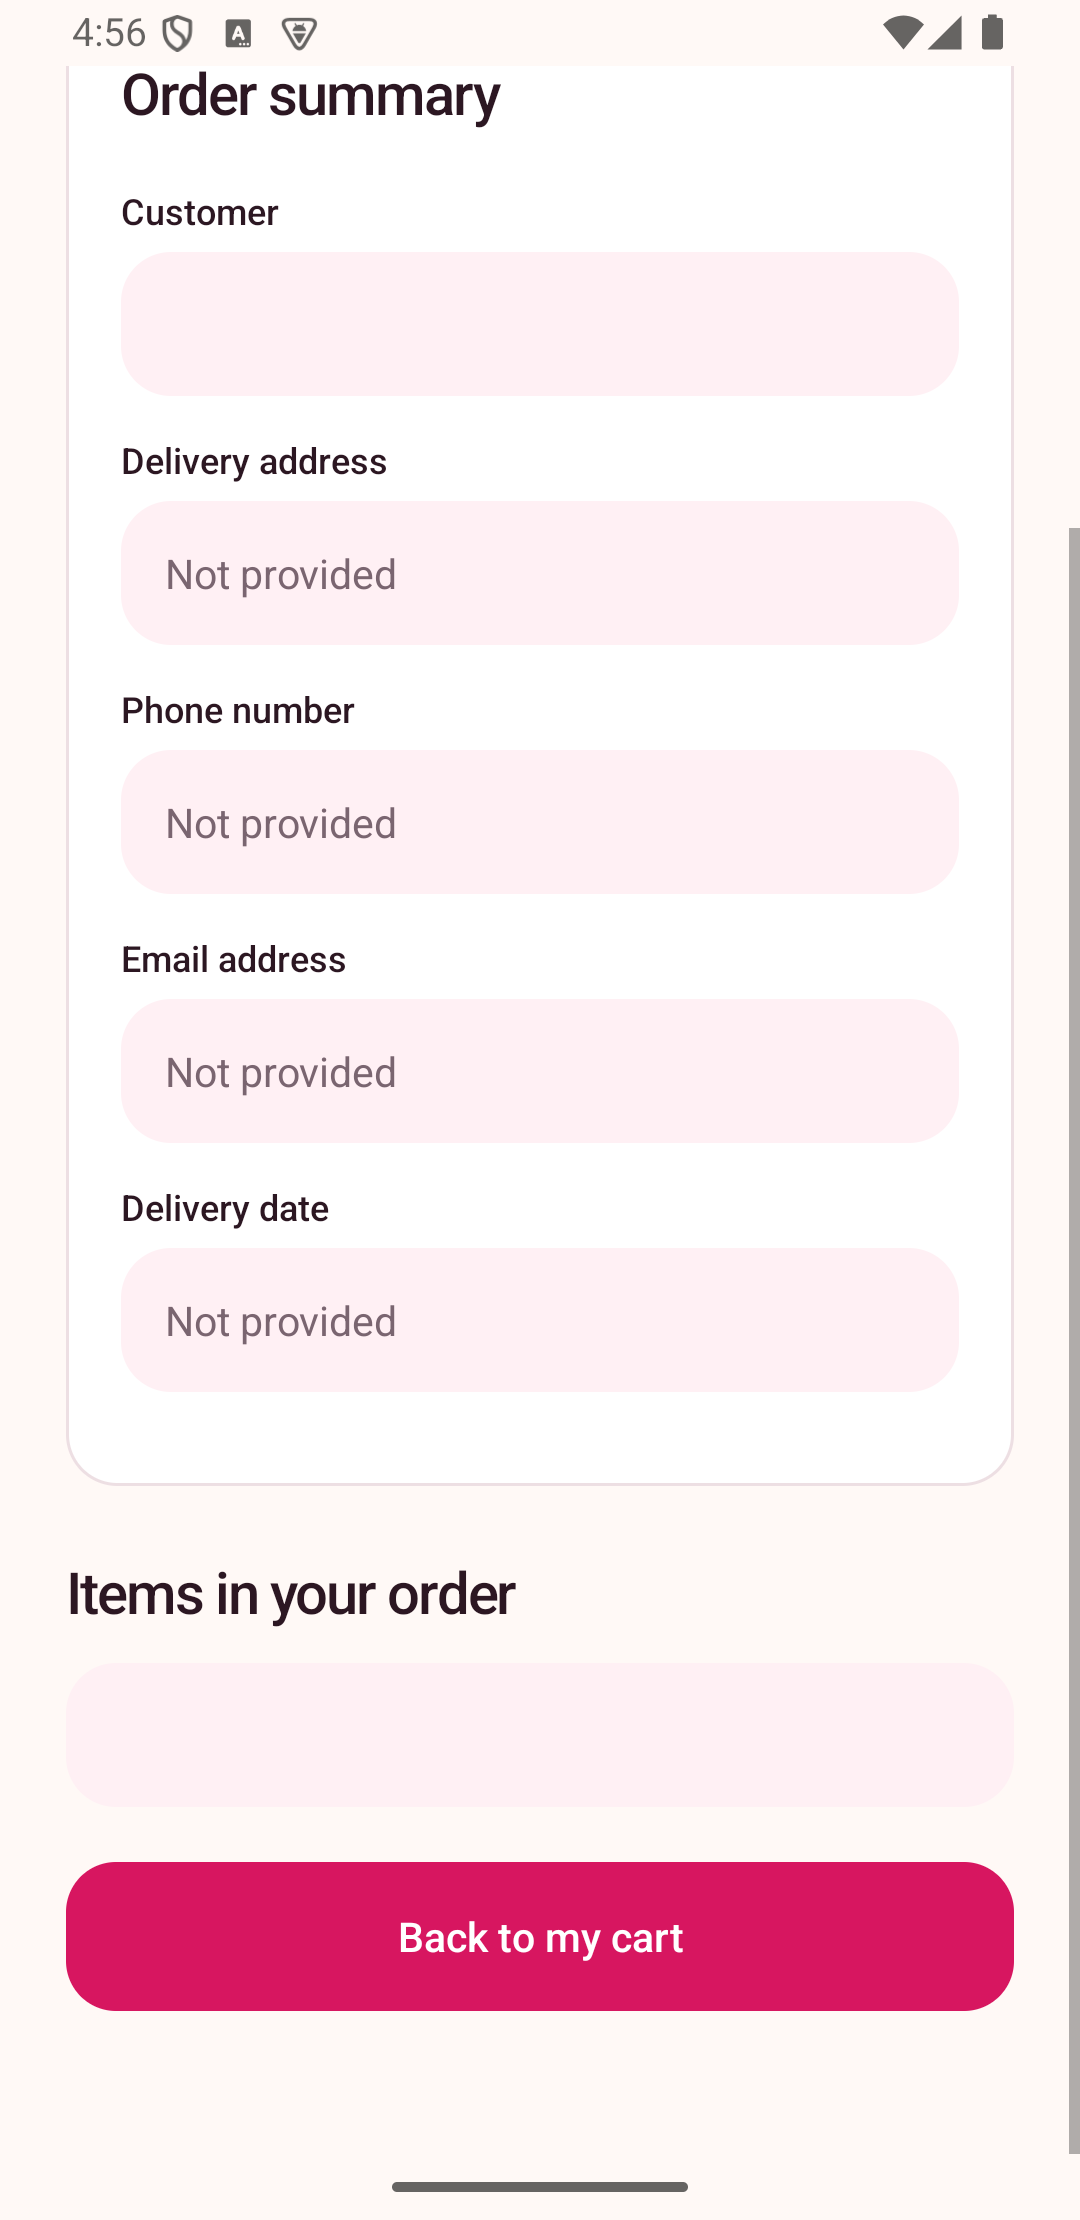 4:56
Order summary
Customer
Delivery address
Not provided
Phone number
Not provided
Email address
Not provided
Delivery date
Not provided
Items in your order
Back to my cart